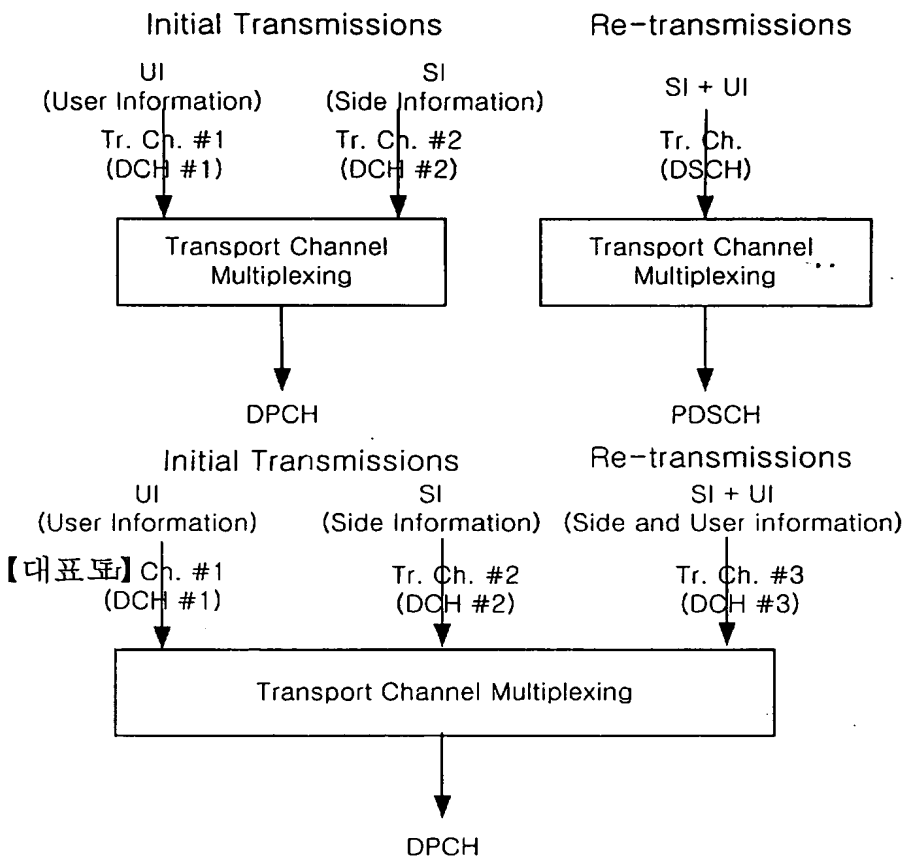 Initial Transmissions
Re-transmissions
UI
(User Information)
SI
(Side Information)
SI + UI
Tr. Ch. #1
(DCH #1)
Tr. Ch. #2
(DCH #2)
Tr. Ch.
(DSCH)
Transport Channel
Multiplexing
Transport Channel
Multiplexing
DPCH
PDSCH
Initial Transmissions
Re-transmissions
UI
(User Information)
SI
(Side Information)
SI + UI
(Side and User information)
【대표도】 Ch. #1
(DCH #1)
Tr. Ch. #2
(DCH #2)
Tr. Ch. #3
(DCH #3)
Transport Channel Multiplexing
DPCH